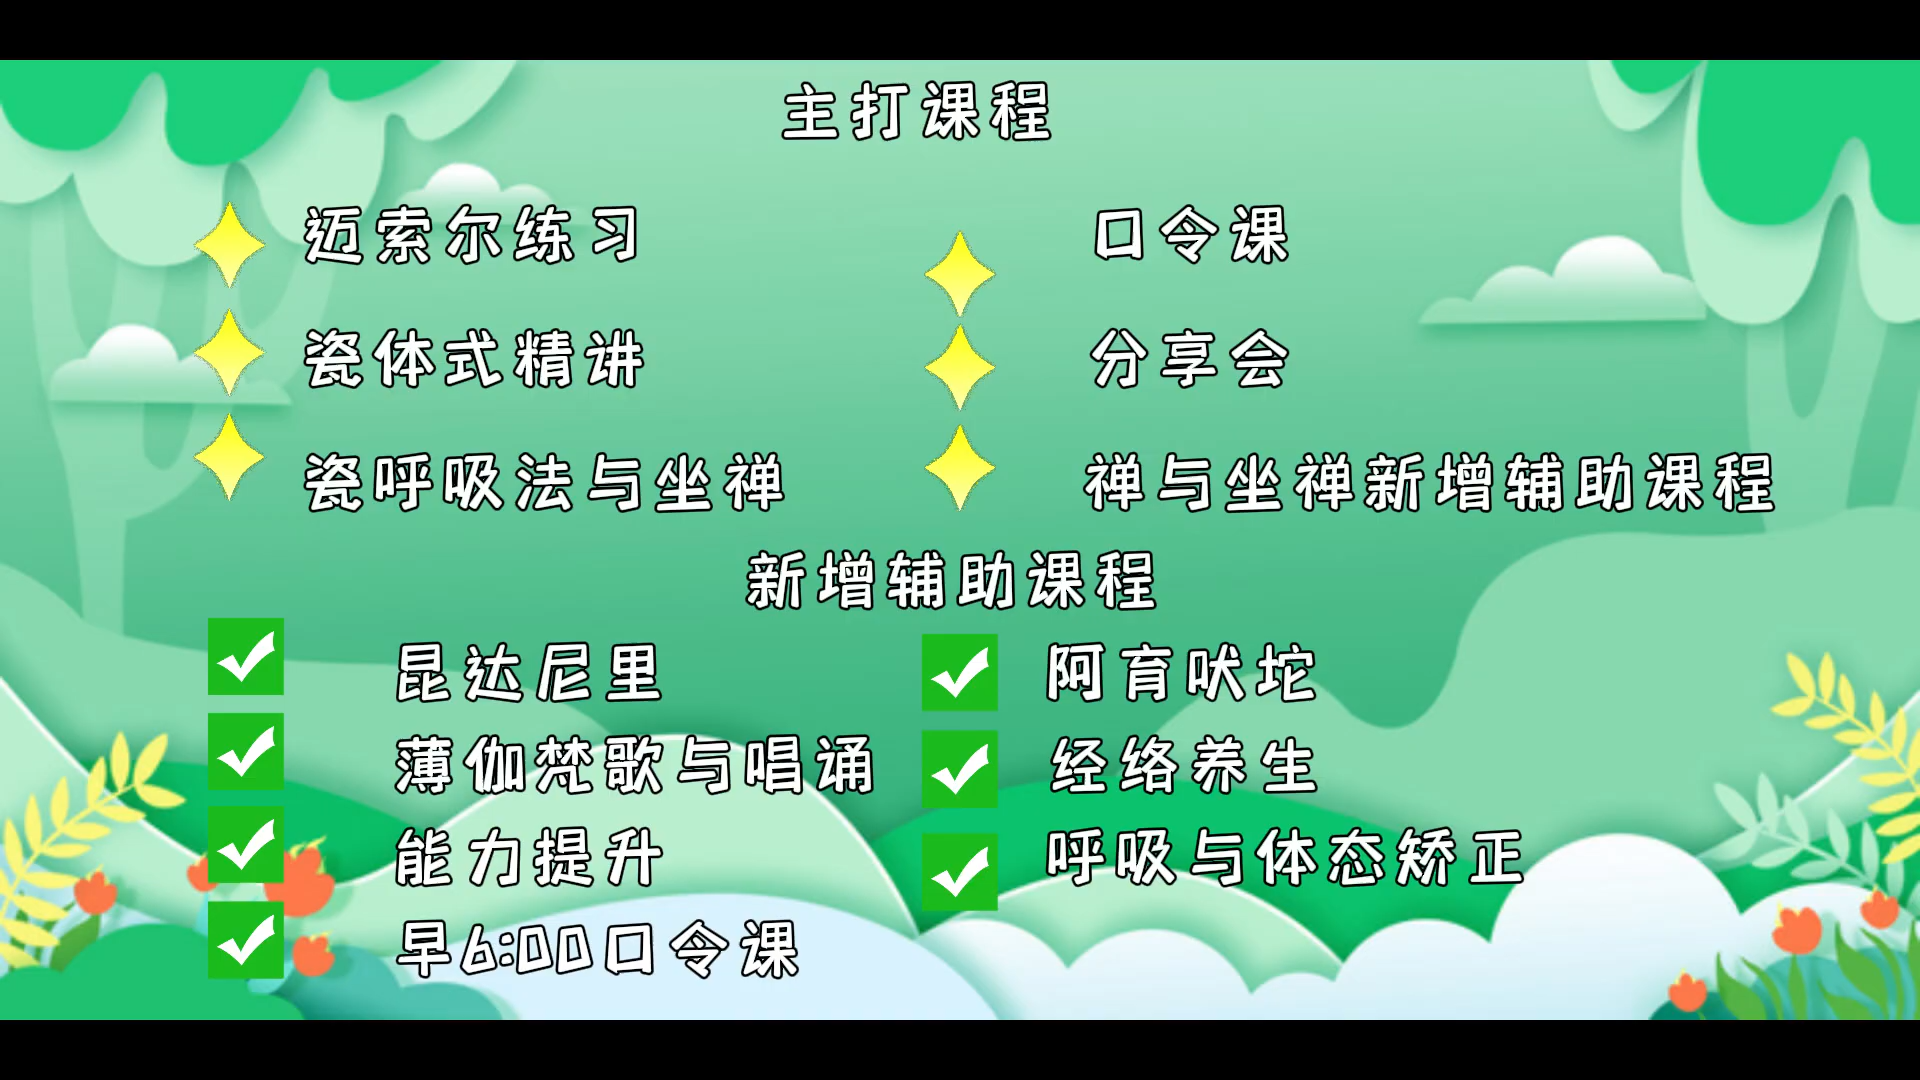 主打课程
迈索尔练习
口令课
瓷体式精讲
分享会
瓷呼吸法与坐禅
禅与坐禅新增辅助课程
新增辅助课程
昆达尼里
阿育吠坨
薄伽梵歌与唱诵
经络养生
能力提升
呼吸与体态矫正
早6:00口令课